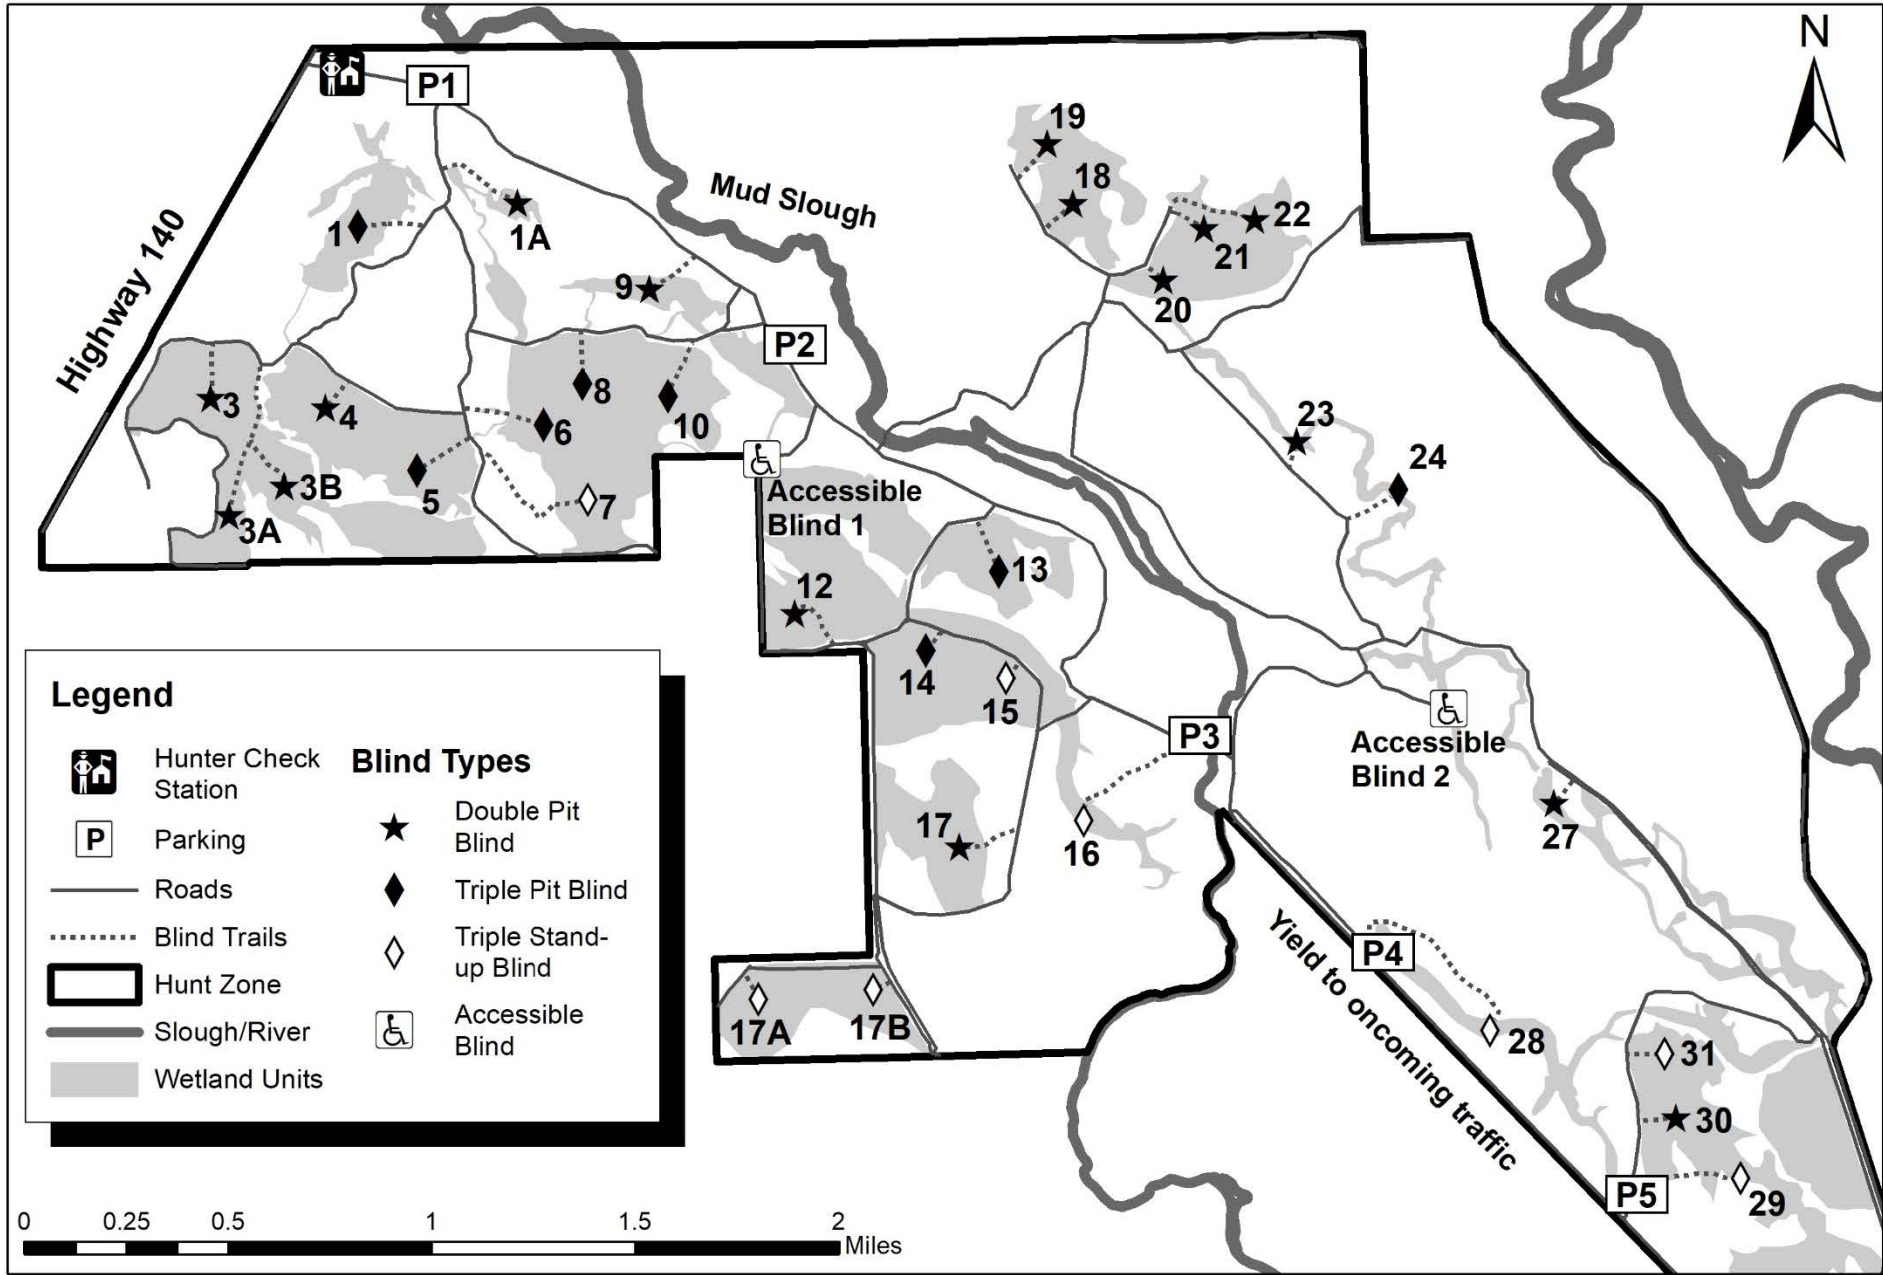 N
P1
19
Mud Slough
18
22
21
1
1A
Highway 140
9
20
P2
3
4
8
6
10
23
24
3B
5
7
3A
Accessible
Blind 1
13
12
14
15
P3
Accessible
Blind 2
17
16
27
Yield to oncoming traffic
P4
17A
17B
28
31
30
P5
29
Legend
Hunter Check
Station
P
Parking
Roads
Blind Trails
Hunt Zone
Slough/River
Wetland Units
Blind Types
Double Pit
Blind
Triple Pit Blind
Triple Stand-
up Blind
Accessible
Blind
0 0.25 0.5 1 1.5 2
Miles